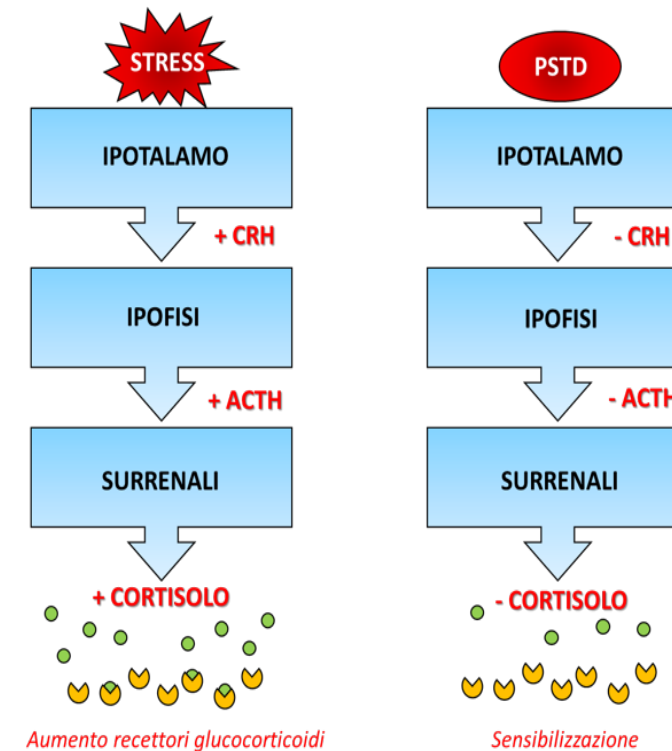 STRESS
IPOTALAMO
+ CRH
IPOFISI
+ ACTH
SURRENALI
+ CORTISOLO
Aumento recettori glucocorticoidi
PSTD
IPOTALAMO
- CRH
IPOFISI
- ACTH
SURRENALI
- CORTISOLO
Sensibilizzazione